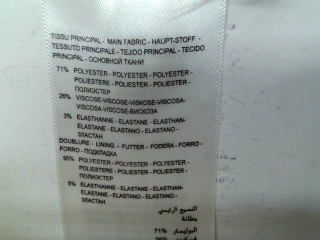 TISSU PRINCIPAL - MAIN FABRIC - HAUPT-STOFF -
TESSUTO PRINCIPALE - TEJIDO PRINCIPAL - TECIDO
PRINCIPAL - ОСНОВНОЙ ТКАНИ
71% POLYESTER - POLYESTER - POLYESTER -
POLIESTERE - POLIESTER - POLIESTER -
ПОЛИЭСТЕР
26% VISCOSE-VISCOSE-VISKOSE-VISCOSA-
VISCOSA-VISCOSE-ВИСКОЗА
3% ELASTHANNE - ELASTANE - ELASTHAN-
ELASTANE - ELASTANO - ELASTANO -
ЭЛАСТАН
DOUBLURE - LINING - FUTTER - FODERA - FORRO -
FORRO - ПОДКЛАДКА
95% POLYESTER - POLYESTER - POLYESTER -
POLIESTERE - POLIESTER - POLIESTER -
ПОЛИЭСТЕР
5% ELASTHANNE - ELASTANE - ELASTHAN-
ELASTANE - ELASTANO - ELASTANO -
ЭЛАСТАН
النسيج الرئيسي
بطانة
71% البوليستر